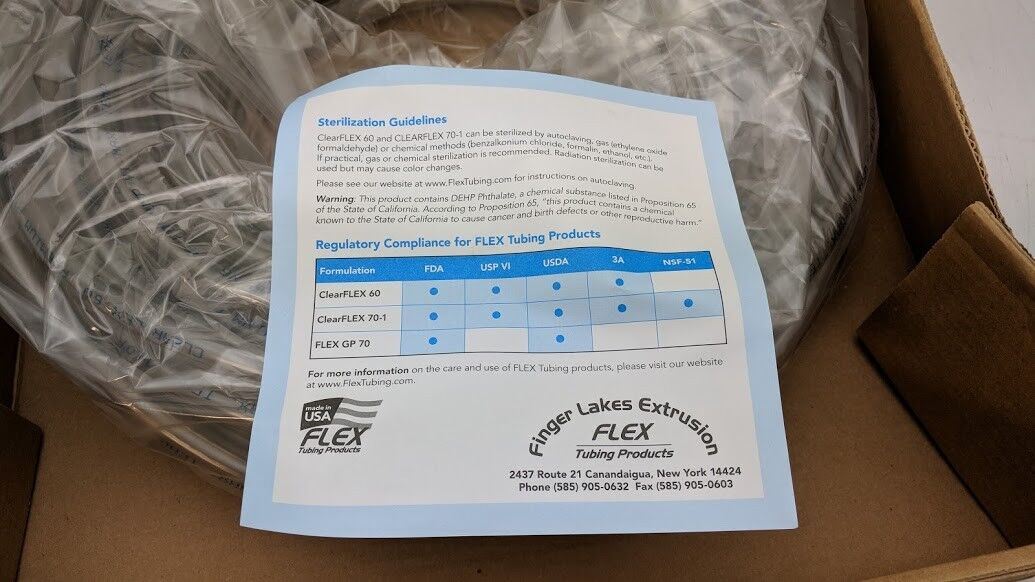 Sterilization Guidelines
ClearFLEX 60 and CLEARFLEX 70-1 can be sterilized by autoclaving, gas (ethylene oxide
formaldehyde) or chemical methods (benzalkonium chloride, formalin, ethanol, etc.).
If practical, gas or chemical sterilization is recommended. Radiation sterilization can be
used but may cause color changes.
Please see our website at www.FlexTubing.com for instructions on autoclaving.
Warning: This product contains DEHP Phthalate, a chemical substance listed in Proposition 65
of the State of California. According to Proposition 65, "this product contains a chemical
known to the State of California to cause cancer and birth defects or other reproductive harm."
Regulatory Compliance for FLEX Tubing Products
Formulation FDA USP VI USDA 3A NSF-51
ClearFLEX 60 • • • •
ClearFLEX 70-1 • • • • •
FLEX GP 70 • •
For more information on the care and use of FLEX Tubing products, please visit our website
at www.FlexTubing.com.
made in
USA
FLEX
Tubing Products
Finger Lakes Extrusion
FLEX
Tubing Products
2437 Route 21 Canandaigua, New York 14424
Phone (585) 905-0632 Fax (585) 905-0603